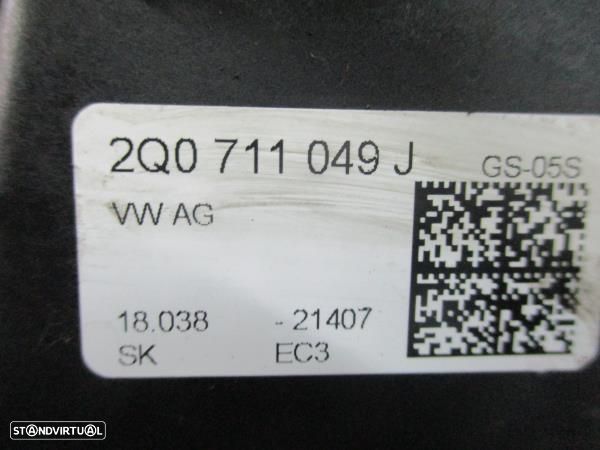 2Q0 711 049 J
GS-05S
VW AG
18.038 - 21407
SK EC3
STANDVIRTUAL